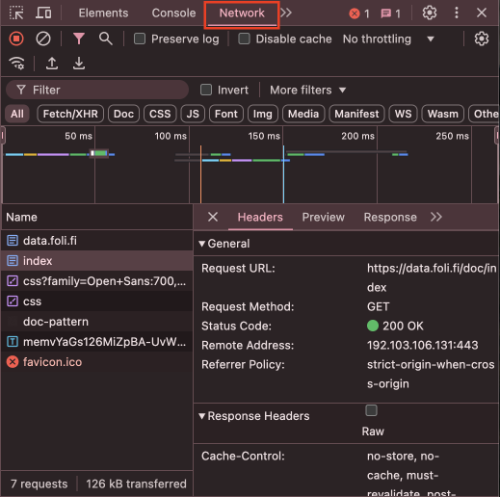 Elements Console Network 1 1
Preserve log Disable cache No throttling
Filter Invert More filters
All Fetch/XHR Doc CSS JS Font Img Media Manifest WS Wasm Othe
50 ms 100 ms 150 ms 200 ms 250 ms
Name Headers Preview Response
data.foli.fi
index
css?family=Open+Sans:700,...
css
doc-pattern
memvYaGs126MiZpBA-UvW...
favicon.ico
General
Request URL: https://data.foli.fi/doc/in
dex
Request Method: GET
Status Code: 200 OK
Remote Address: 192.103.106.131:443
Referrer Policy: strict-origin-when-cros
s-origin
Response Headers
Raw
Cache-Control: no-store, no-
cache, must-
revalidate, post-
7 requests 126 kB transferred